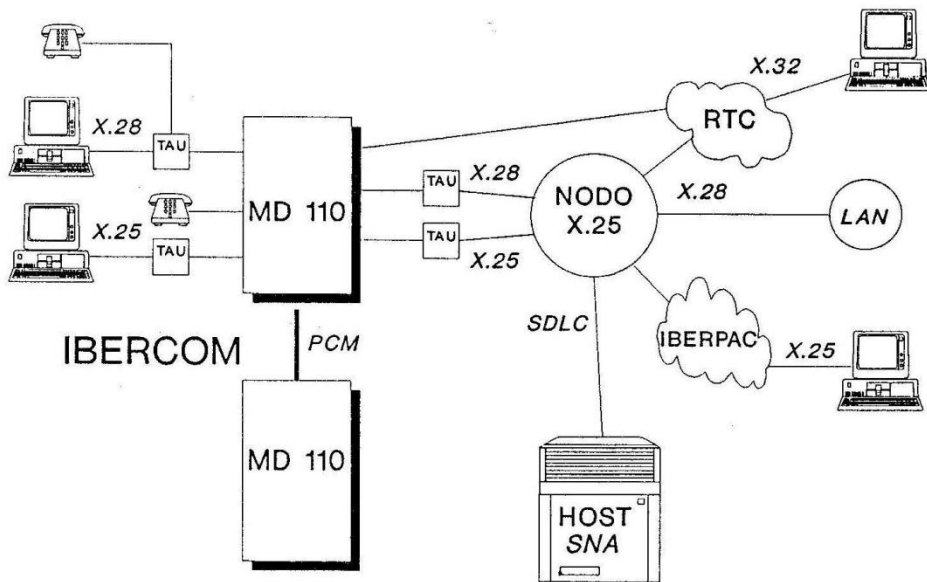 X.32
RTC
X.28
TAU
MD 110
TAU
X.28
NODO
X.25
X.28
LAN
X.25
TAU
TAU
X.25
SDLC
IBERPAC
X.25
IBERCOM
PCM
MD 110
HOST
SNA